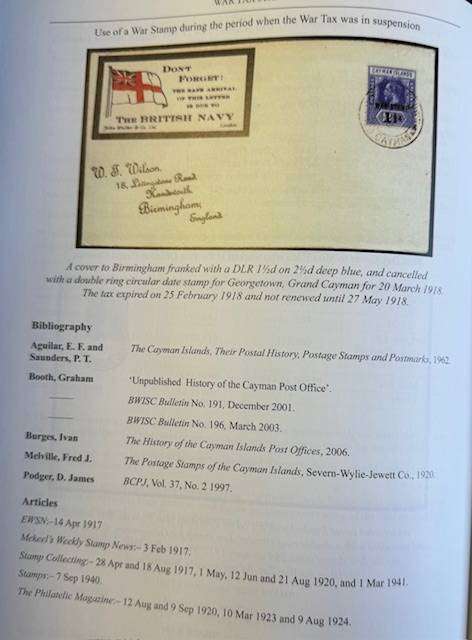 WAR TAX
Use of a War Stamp during the period when the War Tax was in suspension
DON'T
FORGET:
THE SAFE ARRIVAL
OF THIS LETTER
IS DUE TO
THE BRITISH NAVY
London
CAYMAN ISLANDS
WAR STAMP
1½d
CAYMAN
W. T. Wilson,
18, Livingstone Road
Handsworth
Birmingham;
England
A cover to Birmingham franked with a DLR 1½d on 2½d deep blue, and cancelled
with a double ring circular date stamp for Georgetown, Grand Cayman for 20 March 1918.
The tax expired on 25 February 1918 and not renewed until 27 May 1918.
Bibliography
Aguilar, E. F. and
Saunders, P. T. The Cayman Islands, Their Postal History, Postage Stamps and Postmarks, 1962.
Booth, Graham 'Unpublished History of the Cayman Post Office'.
BWISC Bulletin No. 191, December 2001.
BWISC Bulletin No. 196, March 2003.
Burges, Ivan The History of the Cayman Islands Post Offices, 2006.
Melville, Fred J. The Postage Stamps of the Cayman Islands, Severn-Wylie-Jewett Co., 1920.
Podger, D. James BCPJ, Vol. 37, No. 2 1997.
Articles
EWSN:– 14 Apr 1917
Mekeel's Weekly Stamp News:– 3 Feb 1917.
Stamp Collecting:– 28 Apr and 18 Aug 1917, 1 May, 12 Jun and 21 Aug 1920, and 1 Mar 1941.
Stamps:– 7 Sep 1940.
The Philatelic Magazine:– 12 Aug and 9 Sep 1920, 10 Mar 1923 and 9 Aug 1924.